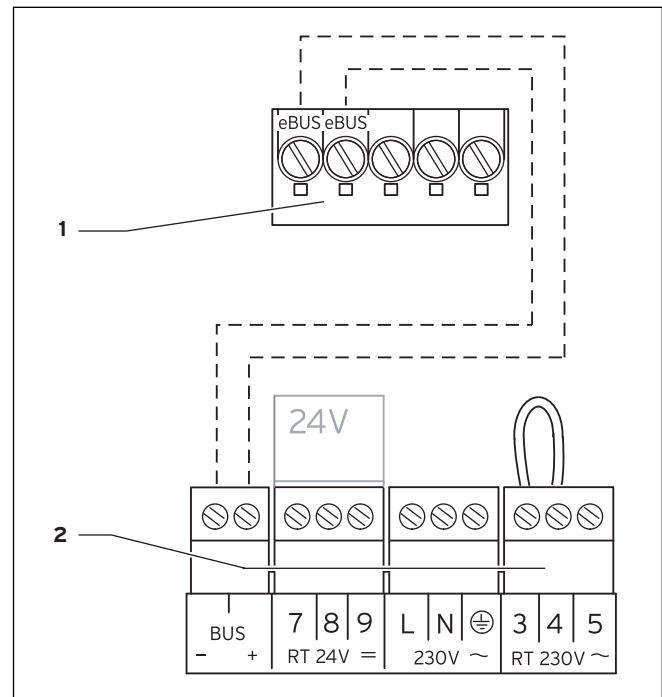 eBUS eBUS
1
24V
2
BUS
- +
7 8 9
RT 24V =
L N ⏚
230V ~
3 4 5
RT 230V ~